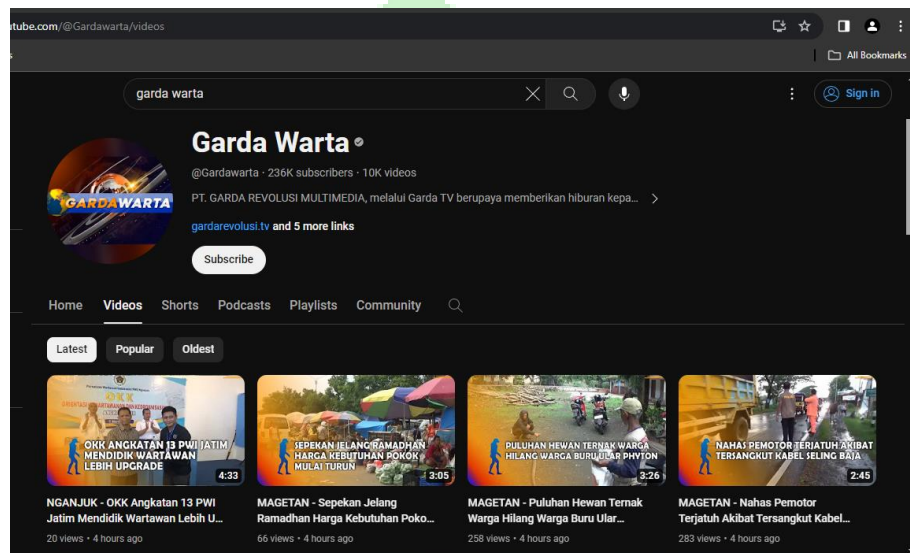 utube.com/@Gardawarta/videos
All Bookmarks
garda warta
Sign in
Garda Warta
@Gardawarta · 236K subscribers · 10K videos
PT. GARDA REVOLUSI MULTIMEDIA, melalui Garda TV berupaya memberikan hiburan kepa...
gardarevolusi.tv and 5 more links
Subscribe
GARDAWARTA
Home Videos Shorts Podcasts Playlists Community
Latest Popular Oldest
OKK
OKK ANGKATAN 13 PWI JATIM
MENDIDIK WARTAWAN
LEBIH UPGRADE
4:33
SEPEKAN JELANG RAMADHAN
HARGA KEBUTUHAN POKOK
MULAI TURUN
3:05
PULUHAN HEWAN TERNAK WARGA
HILANG WARGA BURU ULAR PHYTON
3:26
NAHAS PEMOTOR TERJATUH AKIBAT
TERSANGKUT KABEL SELING BAJA
2:45
NGANJUK - OKK Angkatan 13 PWI
Jatim Mendidik Wartawan Lebih U...
20 views • 4 hours ago
MAGETAN - Sepekan Jelang
Ramadhan Harga Kebutuhan Poko...
66 views • 4 hours ago
MAGETAN - Puluhan Hewan Ternak
Warga Hilang Warga Buru Ular...
258 views • 4 hours ago
MAGETAN - Nahas Pemotor
Terjatuh Akibat Tersangkut Kabel...
283 views • 4 hours ago